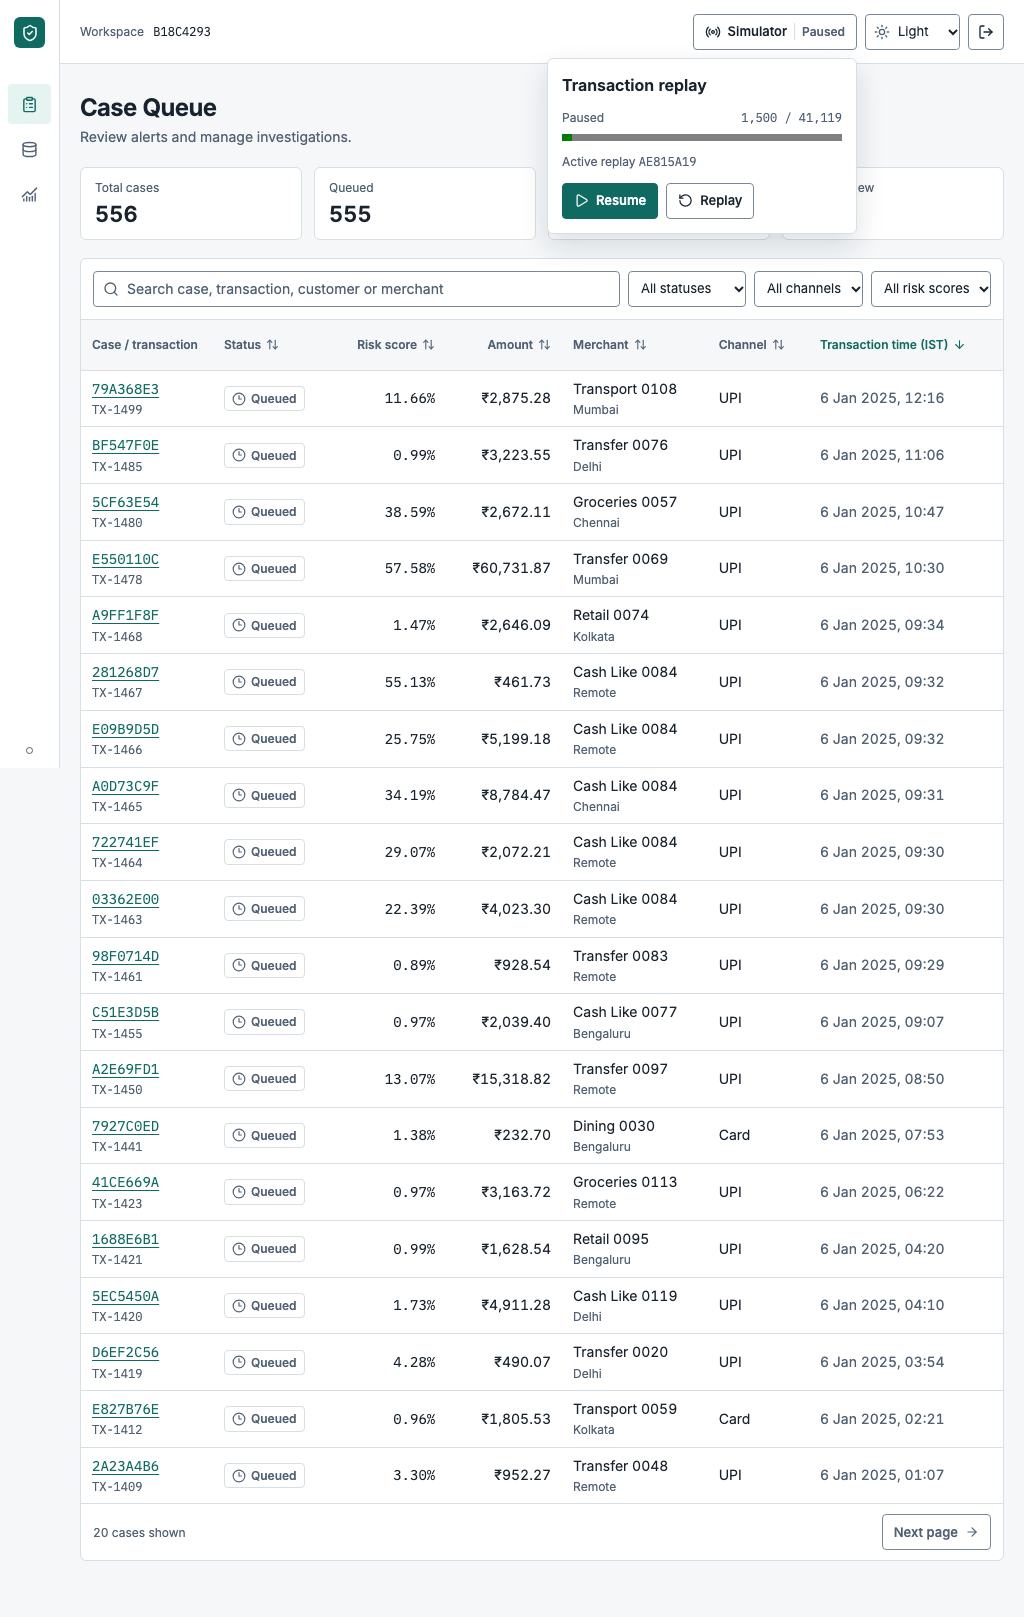 Workspace B18C4293
Simulator Paused
Light
Transaction replay
Paused 1,500 / 41,119
Active replay AE815A19
Resume Replay
Case Queue
Review alerts and manage investigations.
Total cases
556
Queued
555
ew
Search case, transaction, customer or merchant
All statuses
All channels
All risk scores
Case / transaction Status Risk score Amount Merchant Channel Transaction time (IST)
79A368E3 Queued 11.66% ₹2,875.28 Transport 0108 UPI 6 Jan 2025, 12:16
TX-1499 Mumbai
BF547F0E Queued 0.99% ₹3,223.55 Transfer 0076 UPI 6 Jan 2025, 11:06
TX-1485 Delhi
5CF63E54 Queued 38.59% ₹2,672.11 Groceries 0057 UPI 6 Jan 2025, 10:47
TX-1480 Chennai
E550110C Queued 57.58% ₹60,731.87 Transfer 0069 UPI 6 Jan 2025, 10:30
TX-1478 Mumbai
A9FF1F8F Queued 1.47% ₹2,646.09 Retail 0074 UPI 6 Jan 2025, 09:34
TX-1468 Kolkata
281268D7 Queued 55.13% ₹461.73 Cash Like 0084 UPI 6 Jan 2025, 09:32
TX-1467 Remote
E09B9D5D Queued 25.75% ₹5,199.18 Cash Like 0084 UPI 6 Jan 2025, 09:32
TX-1466 Remote
A0D73C9F Queued 34.19% ₹8,784.47 Cash Like 0084 UPI 6 Jan 2025, 09:31
TX-1465 Chennai
722741EF Queued 29.07% ₹2,072.21 Cash Like 0084 UPI 6 Jan 2025, 09:30
TX-1464 Remote
03362E00 Queued 22.39% ₹4,023.30 Cash Like 0084 UPI 6 Jan 2025, 09:30
TX-1463 Remote
98F0714D Queued 0.89% ₹928.54 Transfer 0083 UPI 6 Jan 2025, 09:29
TX-1461 Remote
C51E3D5B Queued 0.97% ₹2,039.40 Cash Like 0077 UPI 6 Jan 2025, 09:07
TX-1455 Bengaluru
A2E69FD1 Queued 13.07% ₹15,318.82 Transfer 0097 UPI 6 Jan 2025, 08:50
TX-1450 Remote
7927C0ED Queued 1.38% ₹232.70 Dining 0030 Card 6 Jan 2025, 07:53
TX-1441 Bengaluru
41CE669A Queued 0.97% ₹3,163.72 Groceries 0113 UPI 6 Jan 2025, 06:22
TX-1423 Remote
1688E6B1 Queued 0.99% ₹1,628.54 Retail 0095 UPI 6 Jan 2025, 04:20
TX-1421 Bengaluru
5EC5450A Queued 1.73% ₹4,911.28 Cash Like 0119 UPI 6 Jan 2025, 04:10
TX-1420 Delhi
D6EF2C56 Queued 4.28% ₹490.07 Transfer 0020 UPI 6 Jan 2025, 03:54
TX-1419 Delhi
E827B76E Queued 0.96% ₹1,805.53 Transport 0059 Card 6 Jan 2025, 02:21
TX-1412 Kolkata
2A23A4B6 Queued 3.30% ₹952.27 Transfer 0048 UPI 6 Jan 2025, 01:07
TX-1409 Remote
20 cases shown
Next page